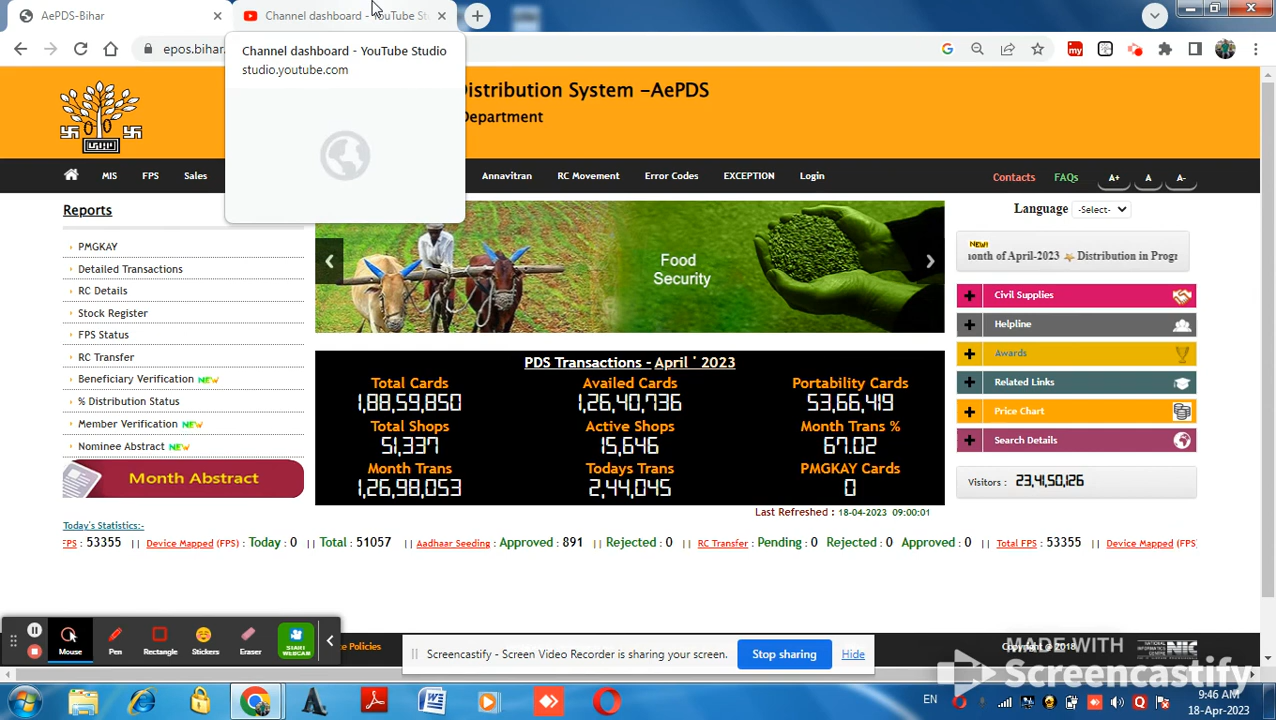 AePDS-Bihar
Channel dashboard - YouTube St
epos.bihar.
Channel dashboard - YouTube Studio
studio.youtube.com
Distribution System -AePDS
Department
MIS FPS Sales Annavitran RC Movement Error Codes EXCEPTION Login Contacts FAQs A+ A A-
Reports
Language -Select-
PMGKAY
Detailed Transactions
RC Details
Stock Register
FPS Status
RC Transfer
Beneficiary Verification NEW
% Distribution Status
Member Verification NEW
Nominee Abstract NEW
Month Abstract
Food
Security
NEW!
month of April-2023 Distribution in Progr
Civil Supplies
Helpline
Awards
Related Links
Price Chart
Search Details
Visitors : 23,41,50,126
PDS Transactions - April ' 2023
Total Cards Availed Cards Portability Cards
1,88,59,850 1,26,40,736 53,66,419
Total Shops Active Shops Month Trans %
51,337 15,646 67.02
Month Trans Todays Trans PMGKAY Cards
1,26,98,053 2,44,045 0
Last Refreshed : 18-04-2023 09:00:01
Today's Statistics:-
FPS : 53355 || Device Mapped (FPS) : Today : 0 || Total : 51057 || Aadhaar Seeding : Approved : 891 || Rejected : 0 || RC Transfer : Pending : 0 Rejected : 0 Approved : 0 || Total FPS : 53355 || Device Mapped (FPS)
Mouse Pen Rectangle Stickers Eraser START WEBCAM
te Policies
Screencastify - Screen Video Recorder is sharing your screen. Stop sharing Hide
Copyright © 2018
NIC
MADE WITH
Screencastify
EN
9:46 AM
18-Apr-2023